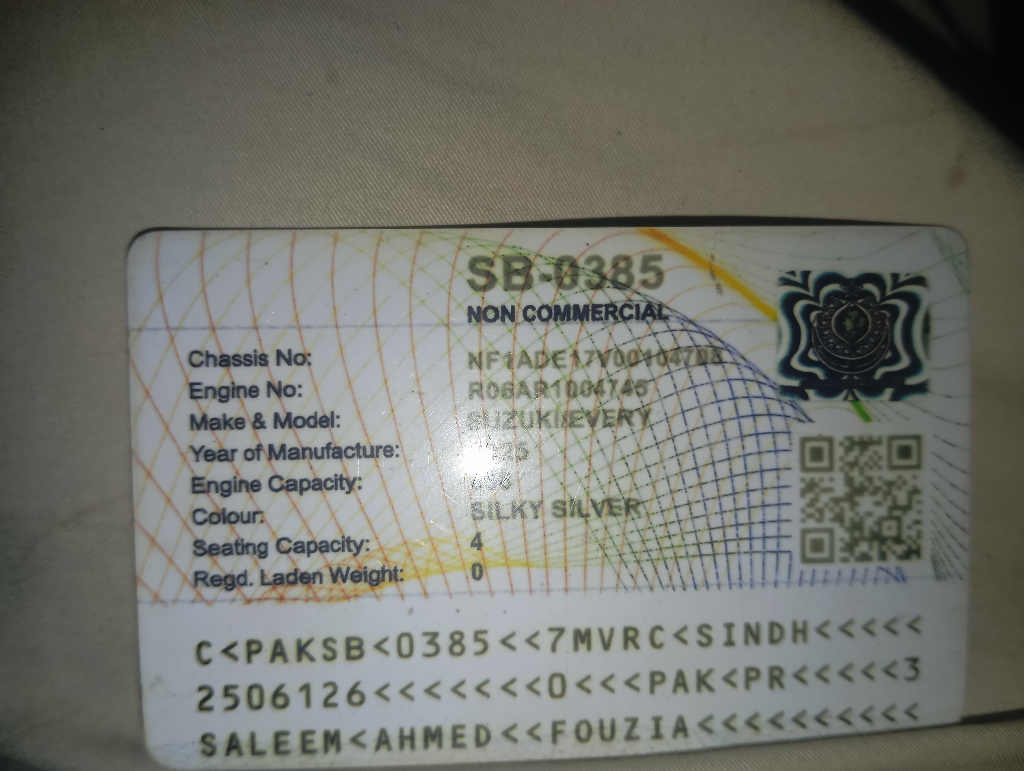 SB-0385
NON COMMERCIAL
Chassis No:
Engine No: R06AR1004746
Make & Model: SUZUKI/EVERY
Year of Manufacture:
Engine Capacity:
Colour: SILKY SILVER
Seating Capacity: 4
Regd. Laden Weight: 0
C<PAKSB<0385<<7MVRC<SINDH<<<<<
2506126<<<<<<<0<<<PAK<PR<<<<<3
SALEEM<AHMED<<FOUZIA<<<<<<<<<<